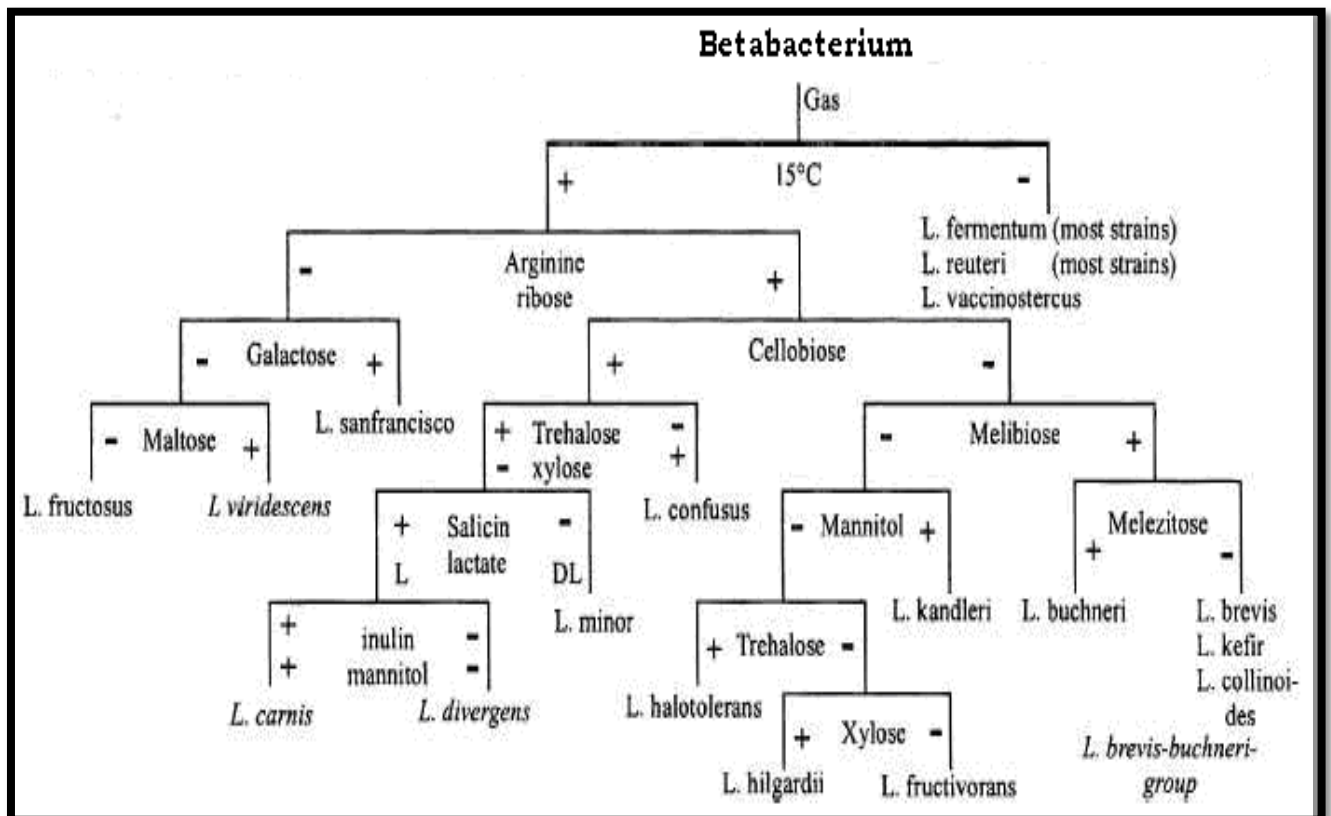 Betabacterium
Gas
15°C
+
-
L. fermentum (most strains)
L. reuteri (most strains)
L. vaccinostercus
Arginine
ribose
-
+
Galactose
-
+
Cellobiose
+
-
L. sanfrancisco
Maltose
-
+
Trehalose
xylose
+
-
-
+
Melibiose
-
+
L. fructosus
L viridescens
L. confusus
Salicin
lactate
+
-
L
DL
Mannitol
-
+
Melezitose
+
-
L. minor
L. kandleri
L. buchneri
L. brevis
L. kefir
L. collinoi-
des
L. brevis-buchneri-
group
inulin
mannitol
+
-
+
-
Trehalose
+
-
L. carnis
L. divergens
L. halotolerans
Xylose
+
-
L. hilgardii
L. fructivorans